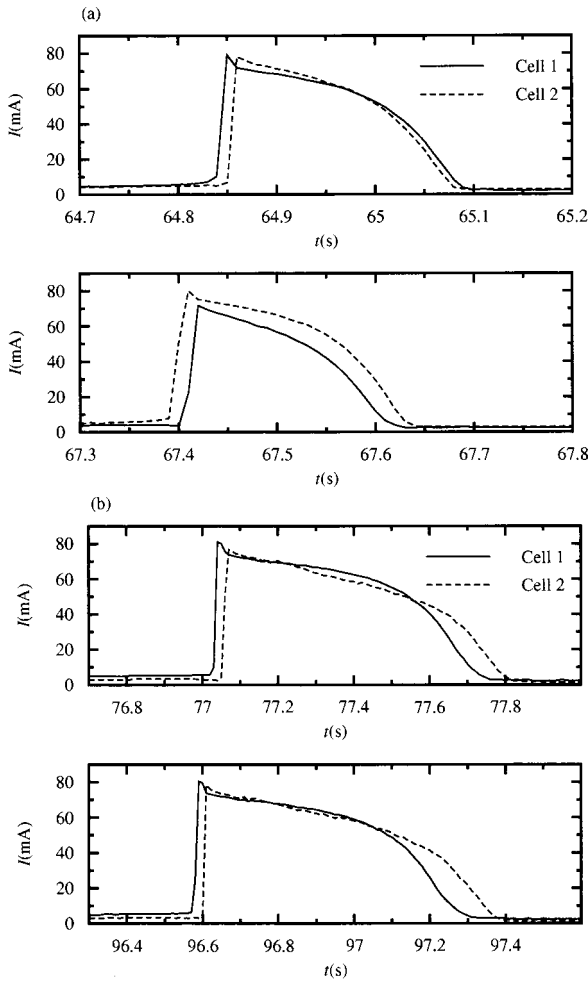 (a)
80
60
40
20
0
I(mA)
Cell 1
Cell 2
64.7 64.8 64.9 65 65.1 65.2
t(s)
80
60
40
20
0
I(mA)
67.3 67.4 67.5 67.6 67.7 67.8
t(s)
(b)
80
60
40
20
0
I(mA)
Cell 1
Cell 2
76.8 77 77.2 77.4 77.6 77.8
t(s)
80
60
40
20
0
I(mA)
96.4 96.6 96.8 97 97.2 97.4
t(s)